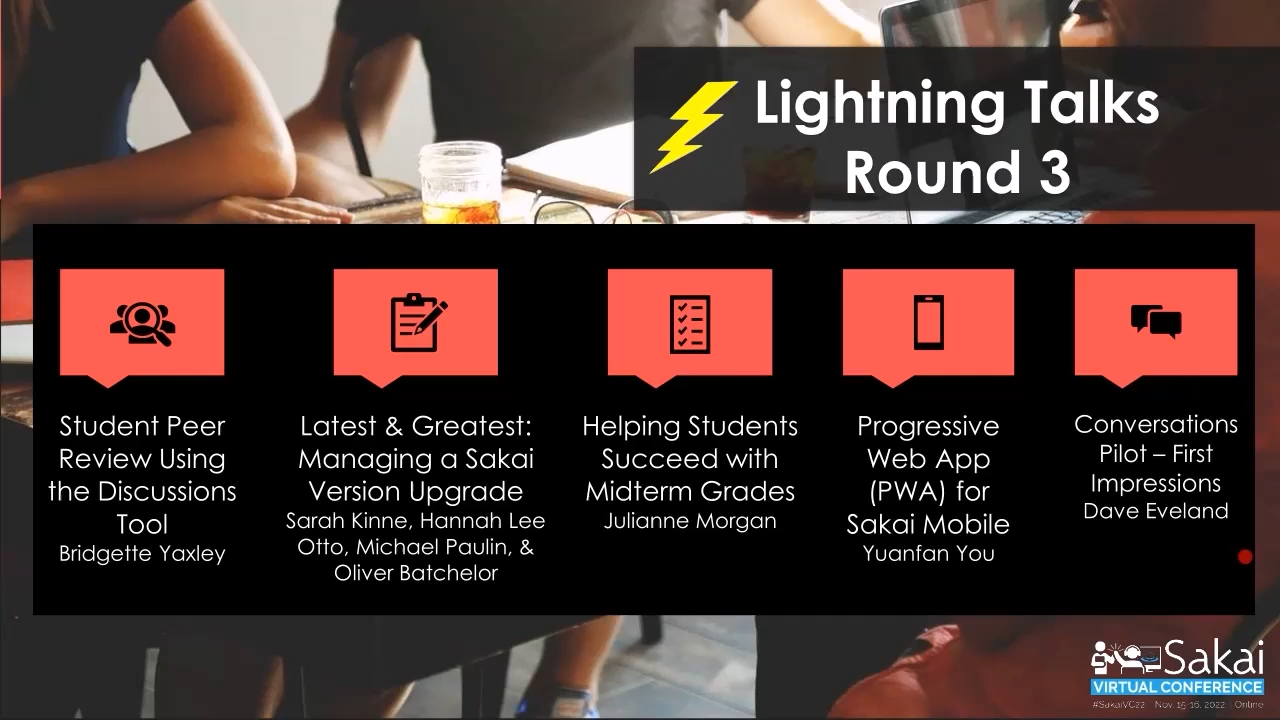 Lightning Talks
Round 3
Student Peer
Review Using
the Discussions
Tool
Bridgette Yaxley
Latest & Greatest:
Managing a Sakai
Version Upgrade
Sarah Kinne, Hannah Lee
Otto, Michael Paulin, &
Oliver Batchelor
Helping Students
Succeed with
Midterm Grades
Julianne Morgan
Progressive
Web App
(PWA) for
Sakai Mobile
Yuanfan You
Conversations
Pilot – First
Impressions
Dave Eveland
Sakai
VIRTUAL CONFERENCE
#SakaiVC22 | Nov. 15-16, 2022 | Online